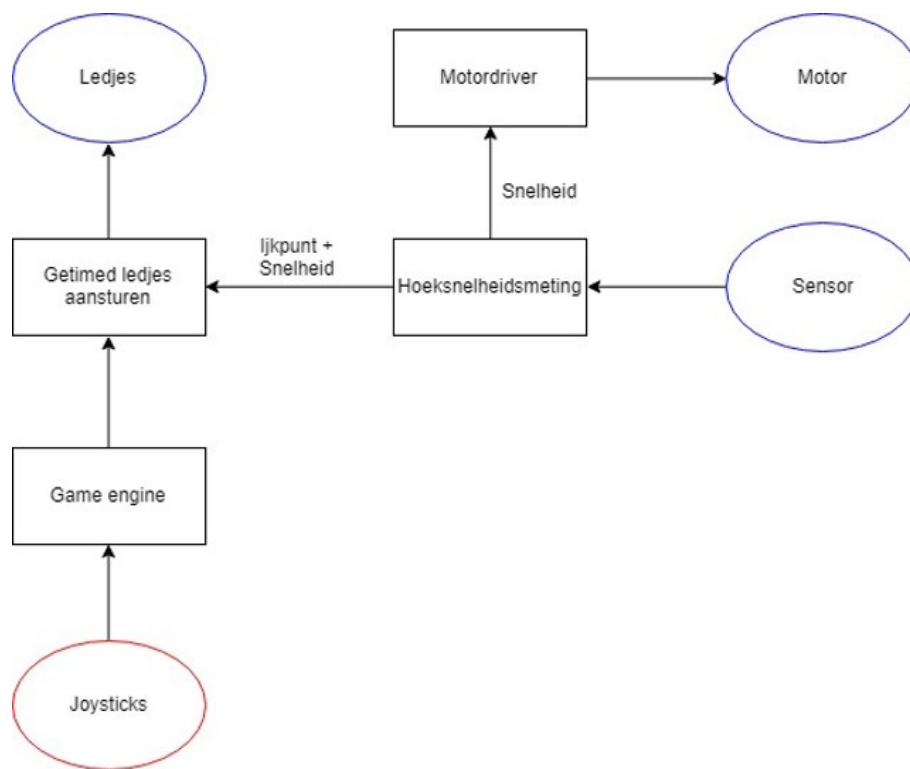 Ledjes
Motordriver
Motor
Snelheid
Ijkpunt +
Snelheid
Getimed ledjes
aansturen
Hoeksnelheidsmeting
Sensor
Game engine
Joysticks